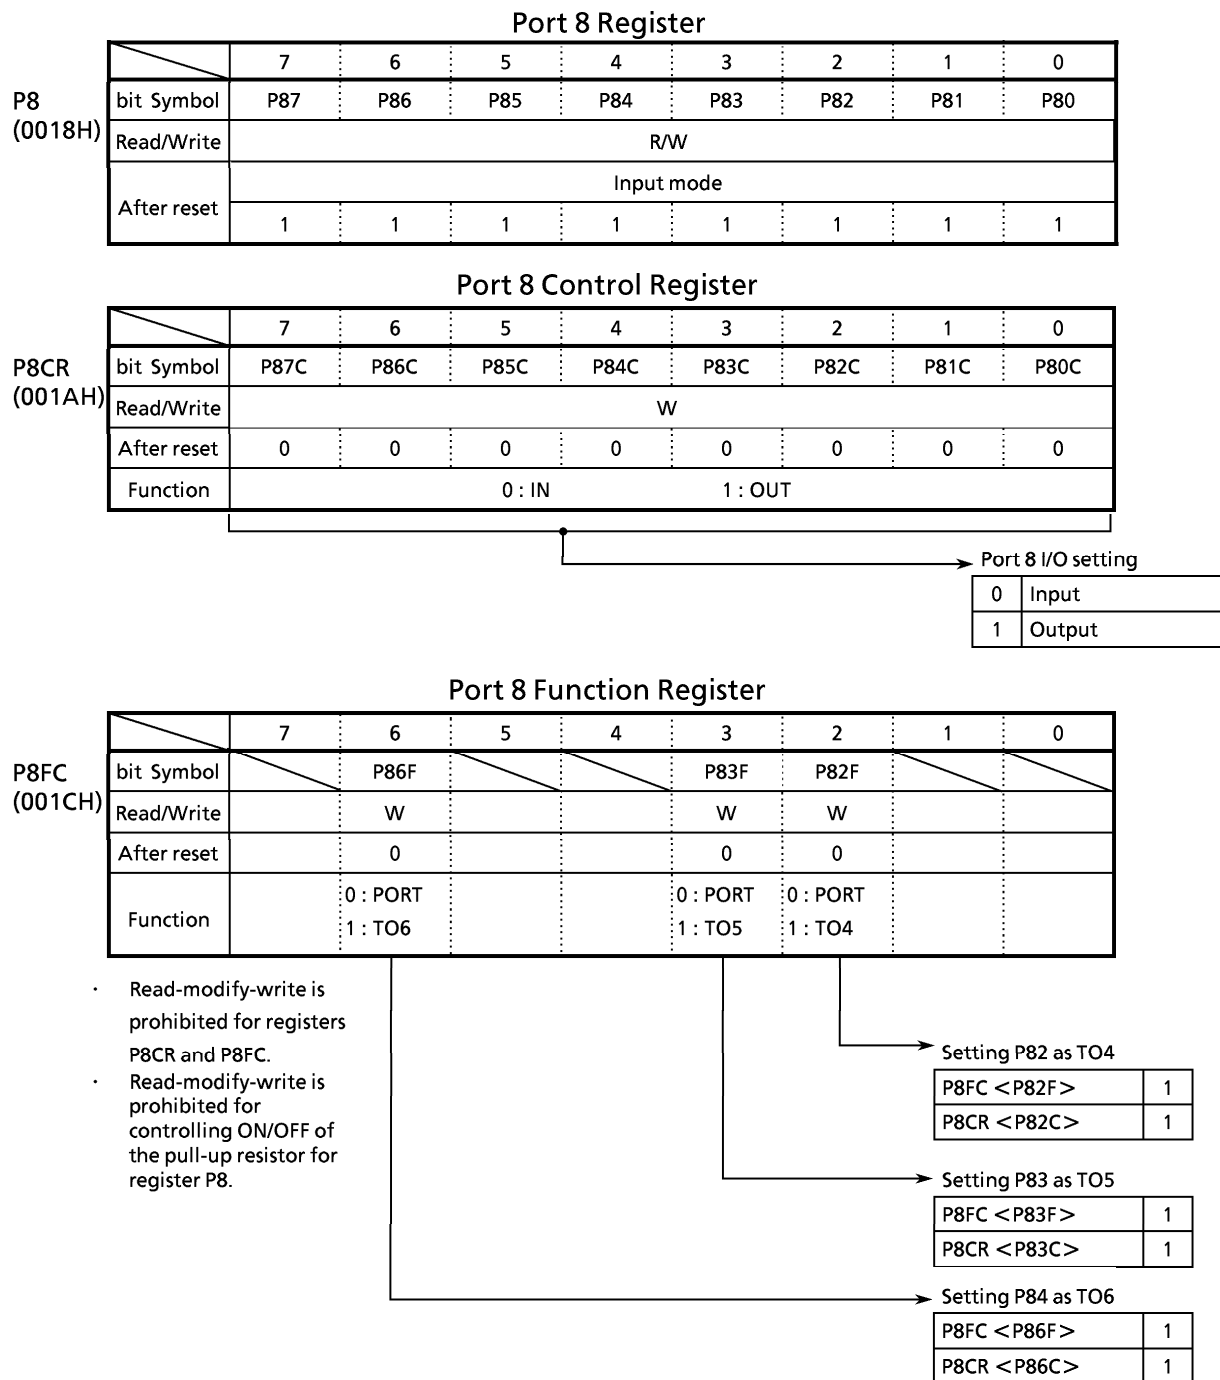 Port 8 Register
7 6 5 4 3 2 1 0
P8
(0018H)
bit Symbol P87 P86 P85 P84 P83 P82 P81 P80
Read/Write R/W
After reset
Input mode
1 1 1 1 1 1 1 1
Port 8 Control Register
7 6 5 4 3 2 1 0
P8CR
(001AH)
bit Symbol P87C P86C P85C P84C P83C P82C P81C P80C
Read/Write W
After reset 0 0 0 0 0 0 0 0
Function 0 : IN 1 : OUT
Port 8 I/O setting
0 Input
1 Output
Port 8 Function Register
7 6 5 4 3 2 1 0
P8FC
(001CH)
bit Symbol P86F P83F P82F
Read/Write W W W
After reset 0 0 0
Function
0 : PORT 0 : PORT 0 : PORT
1 : TO6 1 : TO5 1 : TO4
· Read-modify-write is
prohibited for registers
P8CR and P8FC.
· Read-modify-write is
prohibited for
controlling ON/OFF of
the pull-up resistor for
register P8.
Setting P82 as TO4
P8FC <P82F> 1
P8CR <P82C> 1
Setting P83 as TO5
P8FC <P83F> 1
P8CR <P83C> 1
Setting P84 as TO6
P8FC <P86F> 1
P8CR <P86C> 1